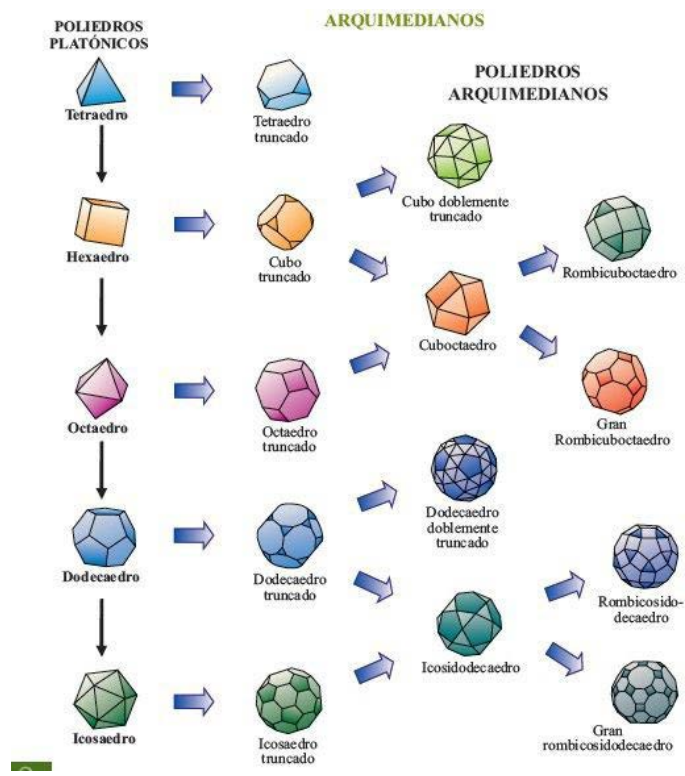 ARQUIMEDIANOS
POLIEDROS
PLATÓNICOS
POLIEDROS
ARQUIMEDIANOS
Tetraedro
Tetraedro
truncado
Cubo doblemente
truncado
Hexaedro
Cubo
truncado
Rombicuboctaedro
Cuboctaedro
Octaedro
Octaedro
truncado
Gran
Rombicuboctaedro
Dodecaedro
doblemente
truncado
Dodecaedro
Dodecaedro
truncado
Rombicosido-
decaedro
Icosidodecaedro
Icosaedro
Icosaedro
truncado
Gran
rombicosidodecaedro